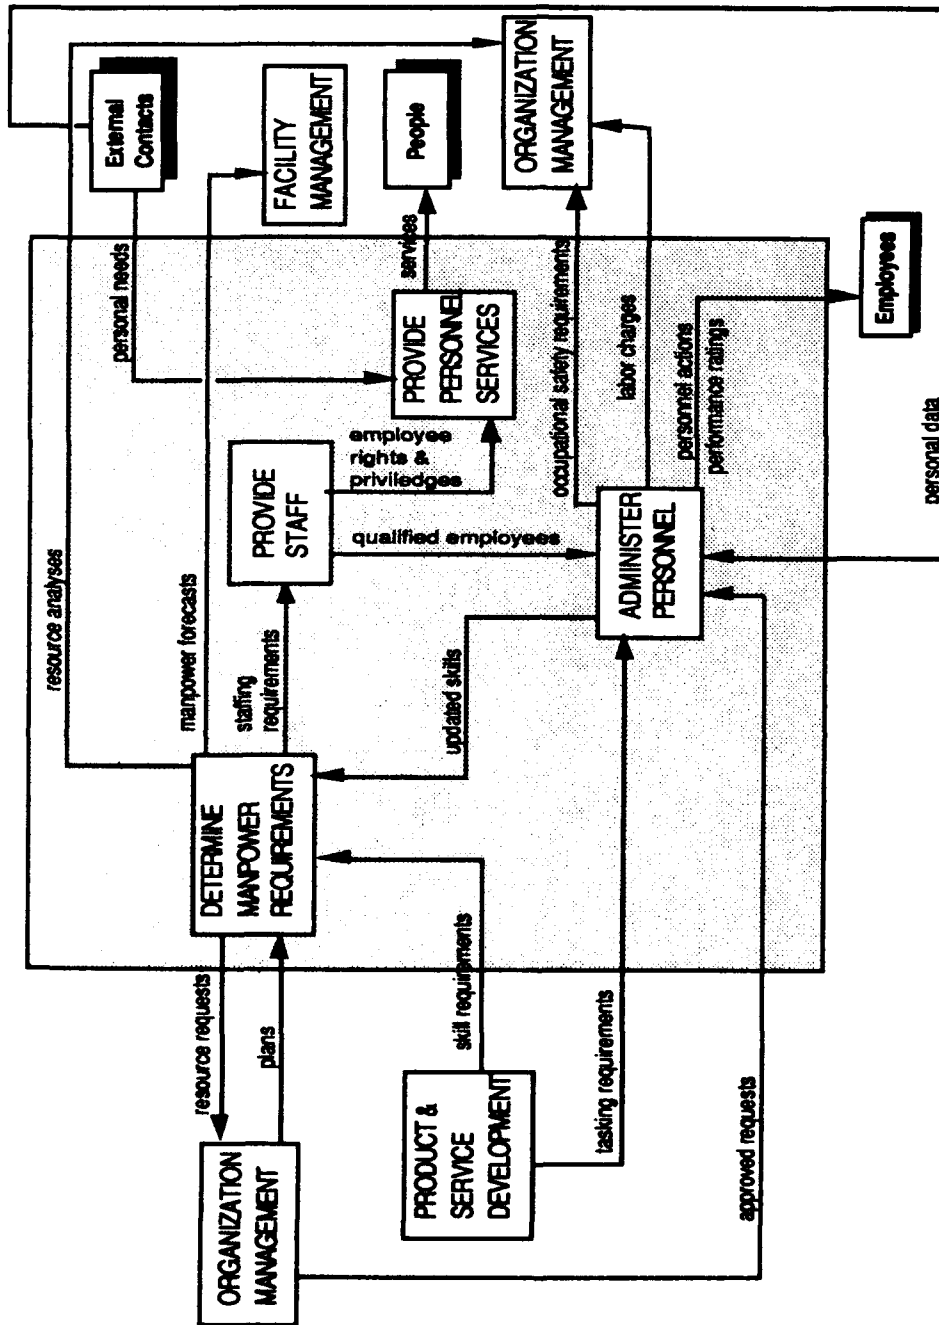 ORGANIZATION
MANAGEMENT
resource requests
plans
PRODUCT &
SERVICE
DEVELOPMENT
skill requirements
tasking requirements
approved requests
DETERMINE
MANPOWER
REQUIREMENTS
resource analyses
manpower forecasts
staffing
requirements
updated skills
PROVIDE
STAFF
employee
rights &
priviledges
qualified employees
ADMINISTER
PERSONNEL
personal needs
PROVIDE
PERSONNEL
SERVICES
services
occupational safety requirements
labor charges
personnel actions
performance ratings
personal data
External
Contacts
FACILITY
MANAGEMENT
People
ORGANIZATION
MANAGEMENT
Employees